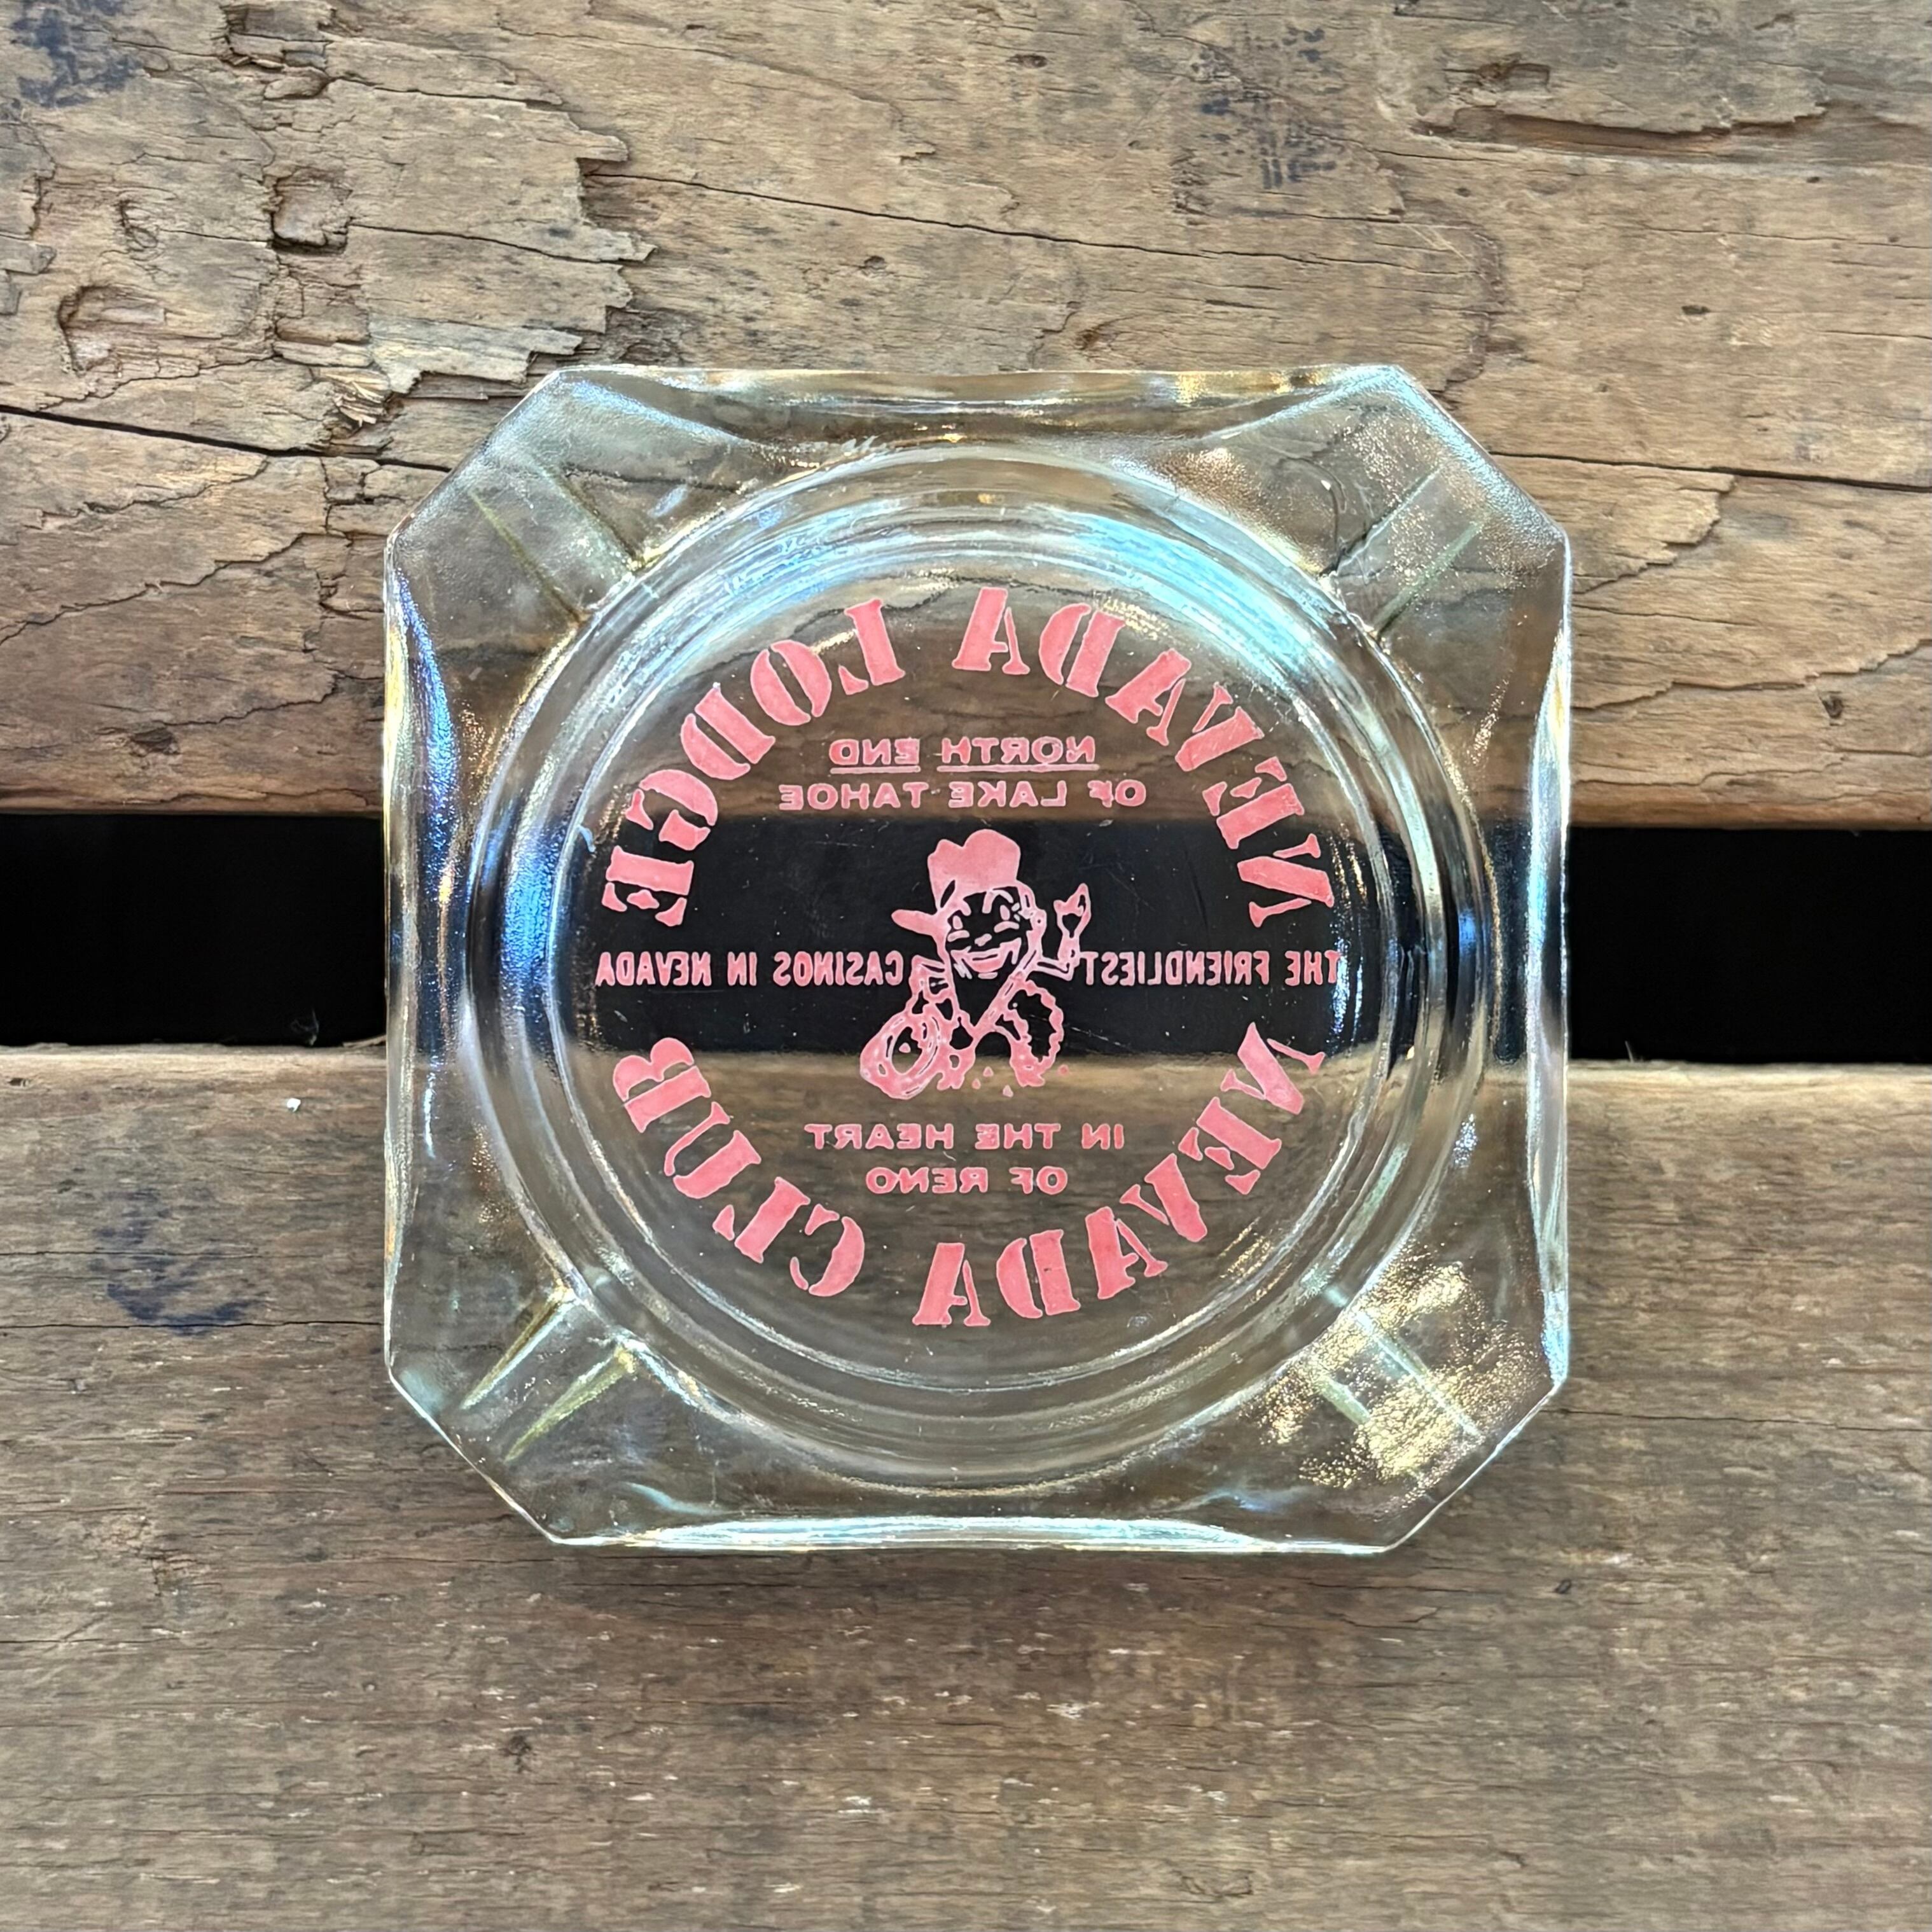 NEVADA LODGE
NORTH END
OF LAKE TAHOE
THE FRIENDLIEST CASINOS IN NEVADA
IN THE HEART
OF RENO
NEVADA CLUB